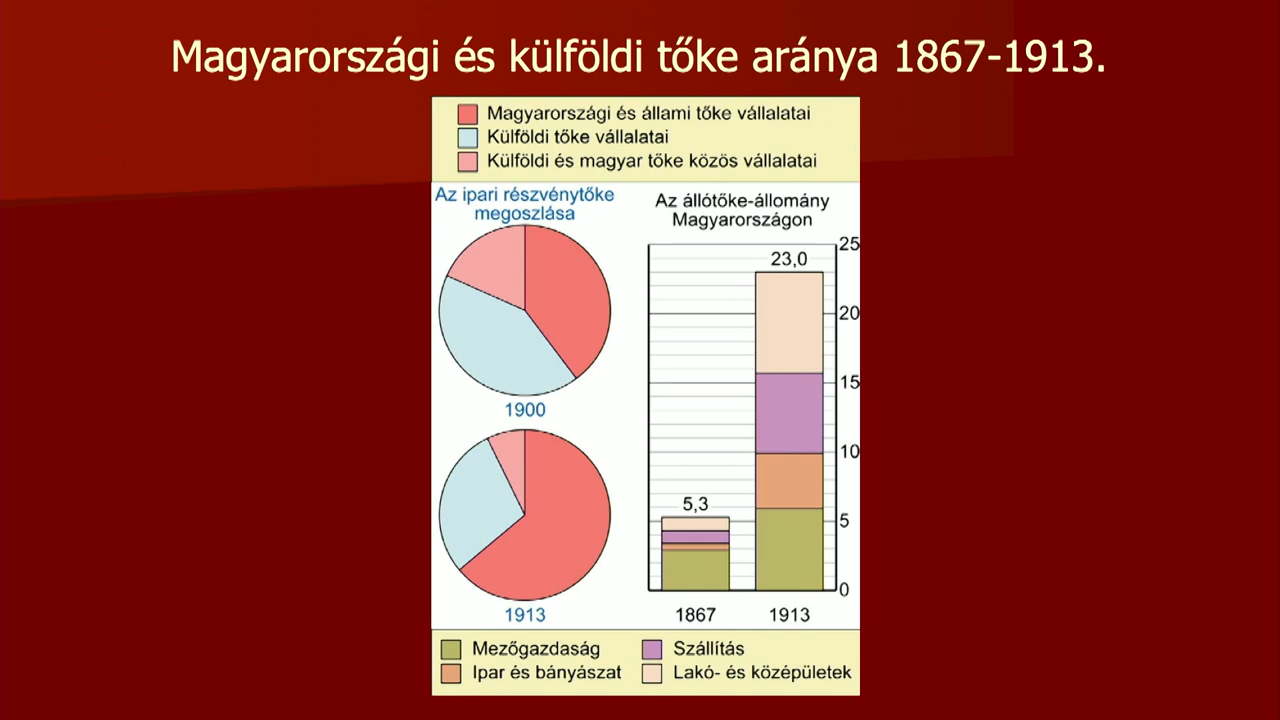 Magyarországi és külföldi tőke aránya 1867-1913.
Magyarországi és állami tőke vállalatai
Külföldi tőke vállalatai
Külföldi és magyar tőke közös vállalatai
Az ipari részvénytőke
megoszlása
1900
1913
Az állótőke-állomány
Magyarországon
25
23,0
20
15
10
5,3
5
0
1867
1913
Mezőgazdaság
Szállítás
Ipar és bányászat
Lakó- és középületek